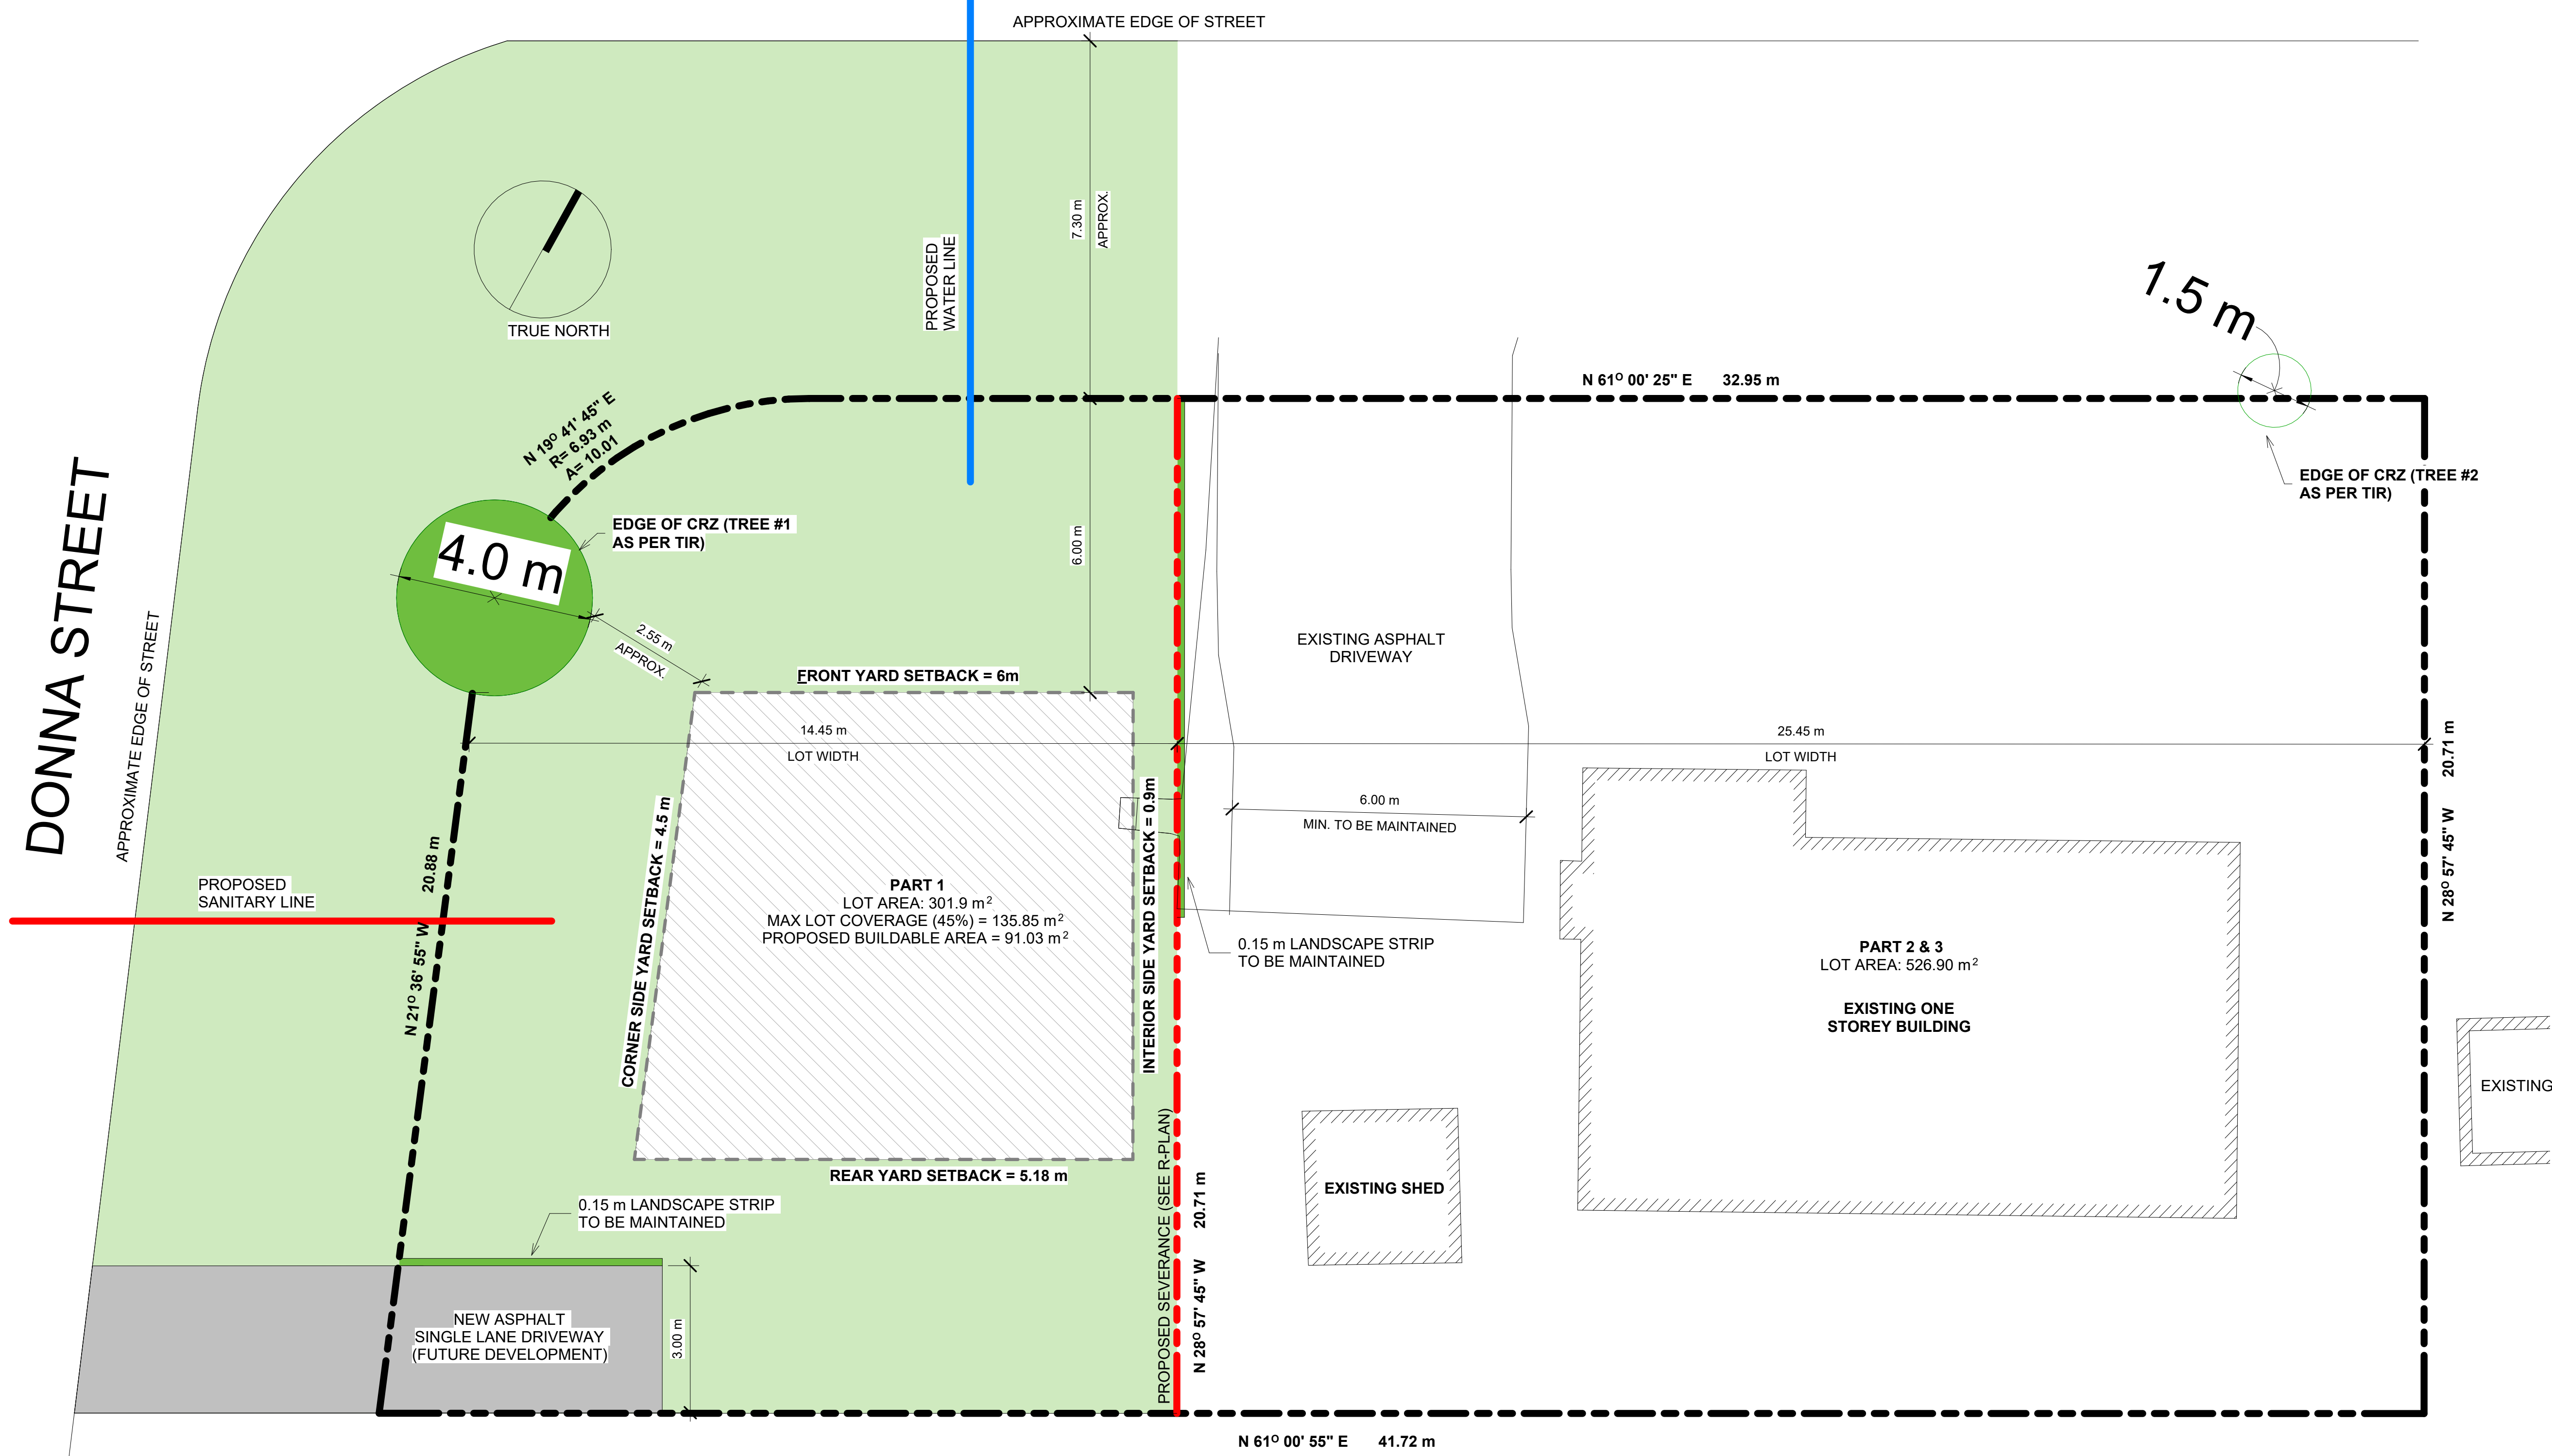 APPROXIMATE EDGE OF STREET
7.30 m
APPROX.
PROPOSED
WATER LINE
TRUE NORTH
1.5 m
N 61º 00' 25" E 32.95 m
N 19º 41' 45" E
R= 6.93 m
A= 10.01
DONNA STREET
APPROXIMATE EDGE OF STREET
EDGE OF CRZ (TREE #2
AS PER TIR)
EDGE OF CRZ (TREE #1
AS PER TIR)
4.0 m
6.00 m
2.55 m
APPROX.
EXISTING ASPHALT
DRIVEWAY
FRONT YARD SETBACK = 6m
14.45 m
LOT WIDTH
25.45 m
LOT WIDTH
6.00 m
MIN. TO BE MAINTAINED
N 28º 57' 45" W 20.71 m
N 21º 36' 55" W 20.88 m
CORNER SIDE YARD SETBACK = 4.5 m
INTERIOR SIDE YARD SETBACK = 0.9m
PROPOSED
SANITARY LINE
PART 1
LOT AREA: 301.9 m²
MAX LOT COVERAGE (45%) = 135.85 m²
PROPOSED BUILDABLE AREA = 91.03 m²
0.15 m LANDSCAPE STRIP
TO BE MAINTAINED
PART 2 & 3
LOT AREA: 526.90 m²
EXISTING ONE
STOREY BUILDING
EXISTING
REAR YARD SETBACK = 5.18 m
EXISTING SHED
0.15 m LANDSCAPE STRIP
TO BE MAINTAINED
PROPOSED SEVERANCE (SEE R-PLAN)
N 28º 57' 45" W 20.71 m
NEW ASPHALT
SINGLE LANE DRIVEWAY
(FUTURE DEVELOPMENT)
3.00 m
N 61º 00' 55" E 41.72 m